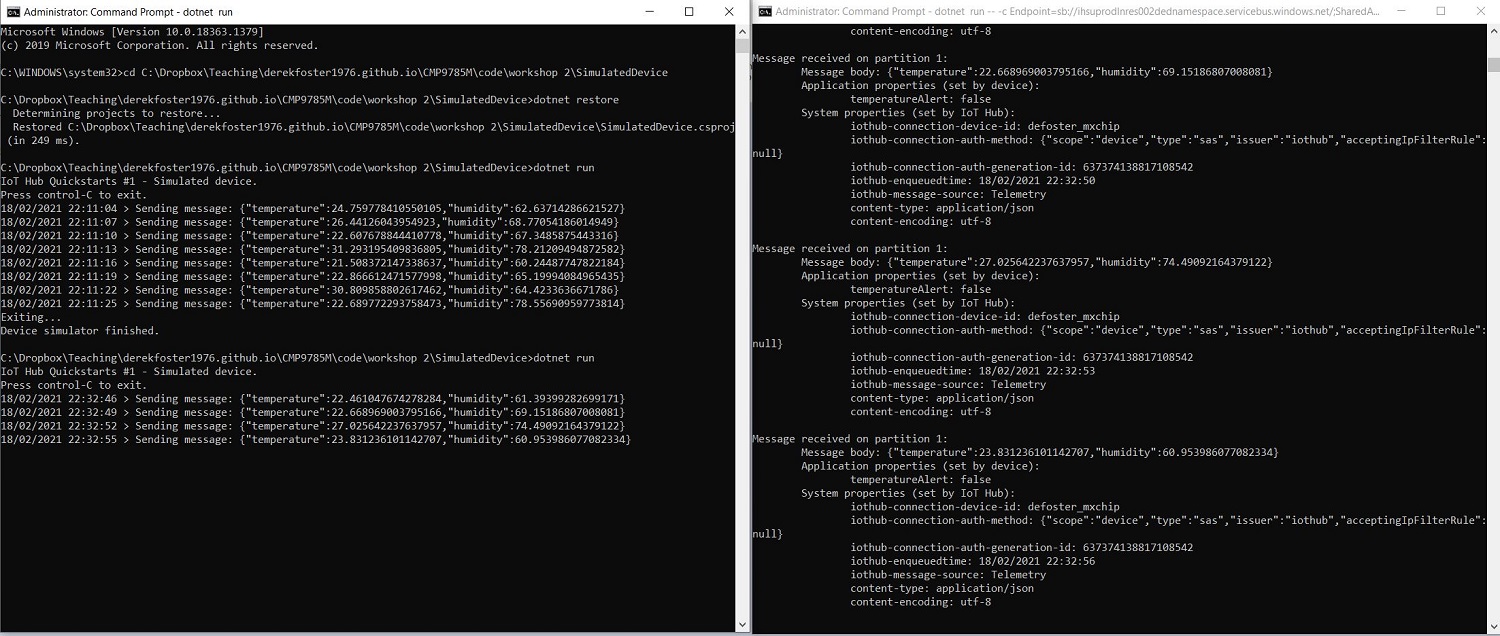 Administrator: Command Prompt - dotnet run
Microsoft Windows [Version 10.0.18363.1379]
(c) 2019 Microsoft Corporation. All rights reserved.
C:\WINDOWS\system32>cd C:\Dropbox\Teaching\derekfoster1976.github.io\CMP9785M\code\workshop 2\SimulatedDevice
C:\Dropbox\Teaching\derekfoster1976.github.io\CMP9785M\code\workshop 2\SimulatedDevice>dotnet restore
Determining projects to restore...
Restored C:\Dropbox\Teaching\derekfoster1976.github.io\CMP9785M\code\workshop 2\SimulatedDevice\SimulatedDevice.csproj
(in 249 ms).
C:\Dropbox\Teaching\derekfoster1976.github.io\CMP9785M\code\workshop 2\SimulatedDevice>dotnet run
IoT Hub Quickstarts #1 - Simulated device.
Press control-C to exit.
18/02/2021 22:11:04 > Sending message: {"temperature":24.759778410550105,"humidity":62.63714286621527}
18/02/2021 22:11:07 > Sending message: {"temperature":26.44126043954923,"humidity":68.77054186014949}
18/02/2021 22:11:10 > Sending message: {"temperature":22.607678844410778,"humidity":67.3485875443316}
18/02/2021 22:11:13 > Sending message: {"temperature":31.293195409836805,"humidity":78.21209494872582}
18/02/2021 22:11:16 > Sending message: {"temperature":21.508372147338637,"humidity":60.24487747822184}
18/02/2021 22:11:19 > Sending message: {"temperature":22.866612471577998,"humidity":65.19994084965435}
18/02/2021 22:11:22 > Sending message: {"temperature":30.809858802617462,"humidity":64.4233636671786}
18/02/2021 22:11:25 > Sending message: {"temperature":22.689772293758473,"humidity":78.55690959773814}
Exiting...
Device simulator finished.
C:\Dropbox\Teaching\derekfoster1976.github.io\CMP9785M\code\workshop 2\SimulatedDevice>dotnet run
IoT Hub Quickstarts #1 - Simulated device.
Press control-C to exit.
18/02/2021 22:32:46 > Sending message: {"temperature":22.461047674278284,"humidity":61.39399282699171}
18/02/2021 22:32:49 > Sending message: {"temperature":22.668969003795166,"humidity":69.15186807008081}
18/02/2021 22:32:52 > Sending message: {"temperature":27.025642237637957,"humidity":74.49092164379122}
18/02/2021 22:32:55 > Sending message: {"temperature":23.831236101142707,"humidity":60.953986077082334}
Administrator: Command Prompt - dotnet run -- -c Endpoint=sb://ihsuprodlnres002dednamespace.servicebus.windows.net/;SharedA...
content-encoding: utf-8
Message received on partition 1:
Message body: {"temperature":22.668969003795166,"humidity":69.15186807008081}
Application properties (set by device):
temperatureAlert: false
System properties (set by IoT Hub):
iothub-connection-device-id: defoster_mxchip
iothub-connection-auth-method: {"scope":"device","type":"sas","issuer":"iothub","acceptingIpFilterRule":
null}
iothub-connection-auth-generation-id: 637374138817108542
iothub-enqueuedtime: 18/02/2021 22:32:50
iothub-message-source: Telemetry
content-type: application/json
content-encoding: utf-8
Message received on partition 1:
Message body: {"temperature":27.025642237637957,"humidity":74.49092164379122}
Application properties (set by device):
temperatureAlert: false
System properties (set by IoT Hub):
iothub-connection-device-id: defoster_mxchip
iothub-connection-auth-method: {"scope":"device","type":"sas","issuer":"iothub","acceptingIpFilterRule":
null}
iothub-connection-auth-generation-id: 637374138817108542
iothub-enqueuedtime: 18/02/2021 22:32:53
iothub-message-source: Telemetry
content-type: application/json
content-encoding: utf-8
Message received on partition 1:
Message body: {"temperature":23.831236101142707,"humidity":60.953986077082334}
Application properties (set by device):
temperatureAlert: false
System properties (set by IoT Hub):
iothub-connection-device-id: defoster_mxchip
iothub-connection-auth-method: {"scope":"device","type":"sas","issuer":"iothub","acceptingIpFilterRule":
null}
iothub-connection-auth-generation-id: 637374138817108542
iothub-enqueuedtime: 18/02/2021 22:32:56
iothub-message-source: Telemetry
content-type: application/json
content-encoding: utf-8